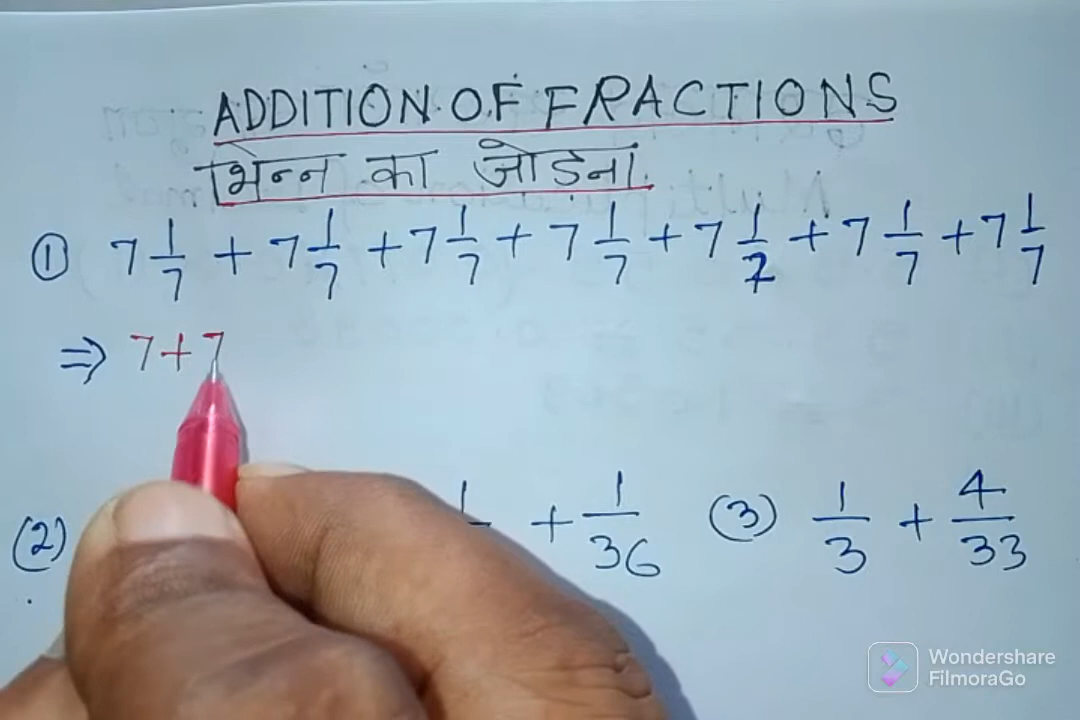 ADDITION OF FRACTIONS
भिन्न का जोडना
① 7 1/7 + 7 1/7 + 7 1/7 + 7 1/7 + 7 1/7 + 7 1/7 + 7 1/7
⇒ 7+7
(2) + 1/36 (3) 1/3 + 4/33
Wondershare
FilmoraGo